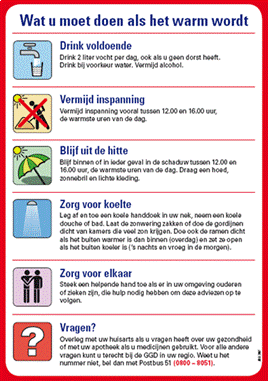 Wat u moet doen als het warm wordt
Drink voldoende
Drink 2 liter vocht per dag, ook als u geen dorst heeft.
Drink bij voorkeur water. Vermijd alcohol.
Vermijd inspanning
Vermijd inspanning vooral tussen 12.00 en 16.00 uur,
de warmste uren van de dag.
Blijf uit de hitte
Blijf binnen of in ieder geval in de schaduw tussen 12.00 en
16.00 uur, de warmste uren van de dag. Draag een hoed,
zonnebril en lichte kleding.
Zorg voor koelte
Leg af en toe een koele handdoek in uw nek, neem een koele
douche of bad. Laat de zonwering zakken of doe de gordijnen
dicht van kamers die veel zon krijgen. Doe ook de ramen dicht
als het buiten warmer is dan binnen (overdag) en zet ze open
als het buiten koeler is ('s nachts en vroeg in de morgen).
Zorg voor elkaar
Steek een helpende hand toe als er in uw omgeving ouderen
of zieken zijn, die hulp nodig hebben om deze adviezen op te
volgen.
Vragen?
Overleg met uw huisarts als u vragen heeft over uw gezondheid
of met uw apotheek als u medicijnen gebruikt. Voor alle andere
vragen kunt u terecht bij de GGD in uw regio. Weet u het
nummer niet, bel dan met Postbus 51 (0800 – 8051).